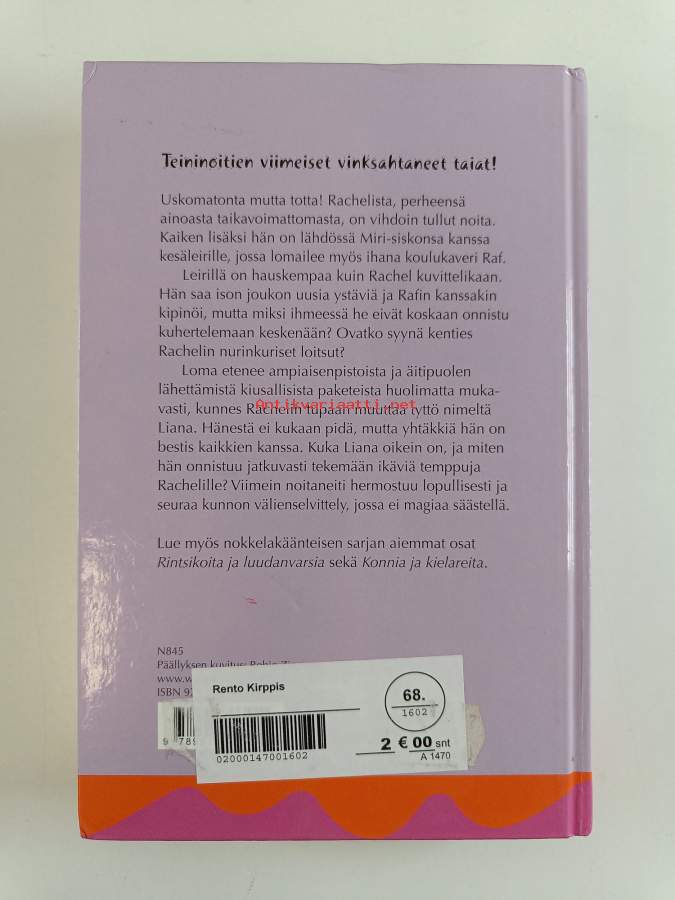 Teininoitien viimeiset vinksahtaneet taiat!
Uskomatonta mutta totta! Rachelista, perheensä
ainoasta taikavoimattomasta, on vihdoin tullut noita.
Kaiken lisäksi hän on lähdössä Miri-siskonsa kanssa
kesäleirille, jossa lomailee myös ihana koulukaveri Raf.
Leirillä on hauskempaa kuin Rachel kuvittelikaan.
Hän saa ison joukon uusia ystäviä ja Rafin kanssakin
kipinöi, mutta miksi ihmeessä he eivät koskaan onnistu
kuhertelemaan keskenään? Ovatko syynä kenties
Rachelin nurinkuriset loitsut?
Loma etenee ampiaisenpistoista ja äitipuolen
lähettämistä kiusallisista paketeista huolimatta muka-
vasti, kunnes Rachelin tupaan muuttaa tyttö nimeltä
Antikvariaatti.net
Liana. Hänestä ei kukaan pidä, mutta yhtäkkiä hän on
bestis kaikkien kanssa. Kuka Liana oikein on, ja miten
hän onnistuu jatkuvasti tekemään ikäviä temppuja
Rachelille? Viimein noitaneiti hermostuu lopullisesti ja
seuraa kunnon välienselvittely, jossa ei magiaa säästellä.
Lue myös nokkelakäänteisen sarjan aiemmat osat
Rintsikoita ja luudanvarsia sekä Konnia ja kielareita.
N845
Päällyksen kuvitus: Robin
www.w
ISBN 97
9 789
Rento Kirppis
68.
1602
02000147001602
2 € 00 snt
A 1470